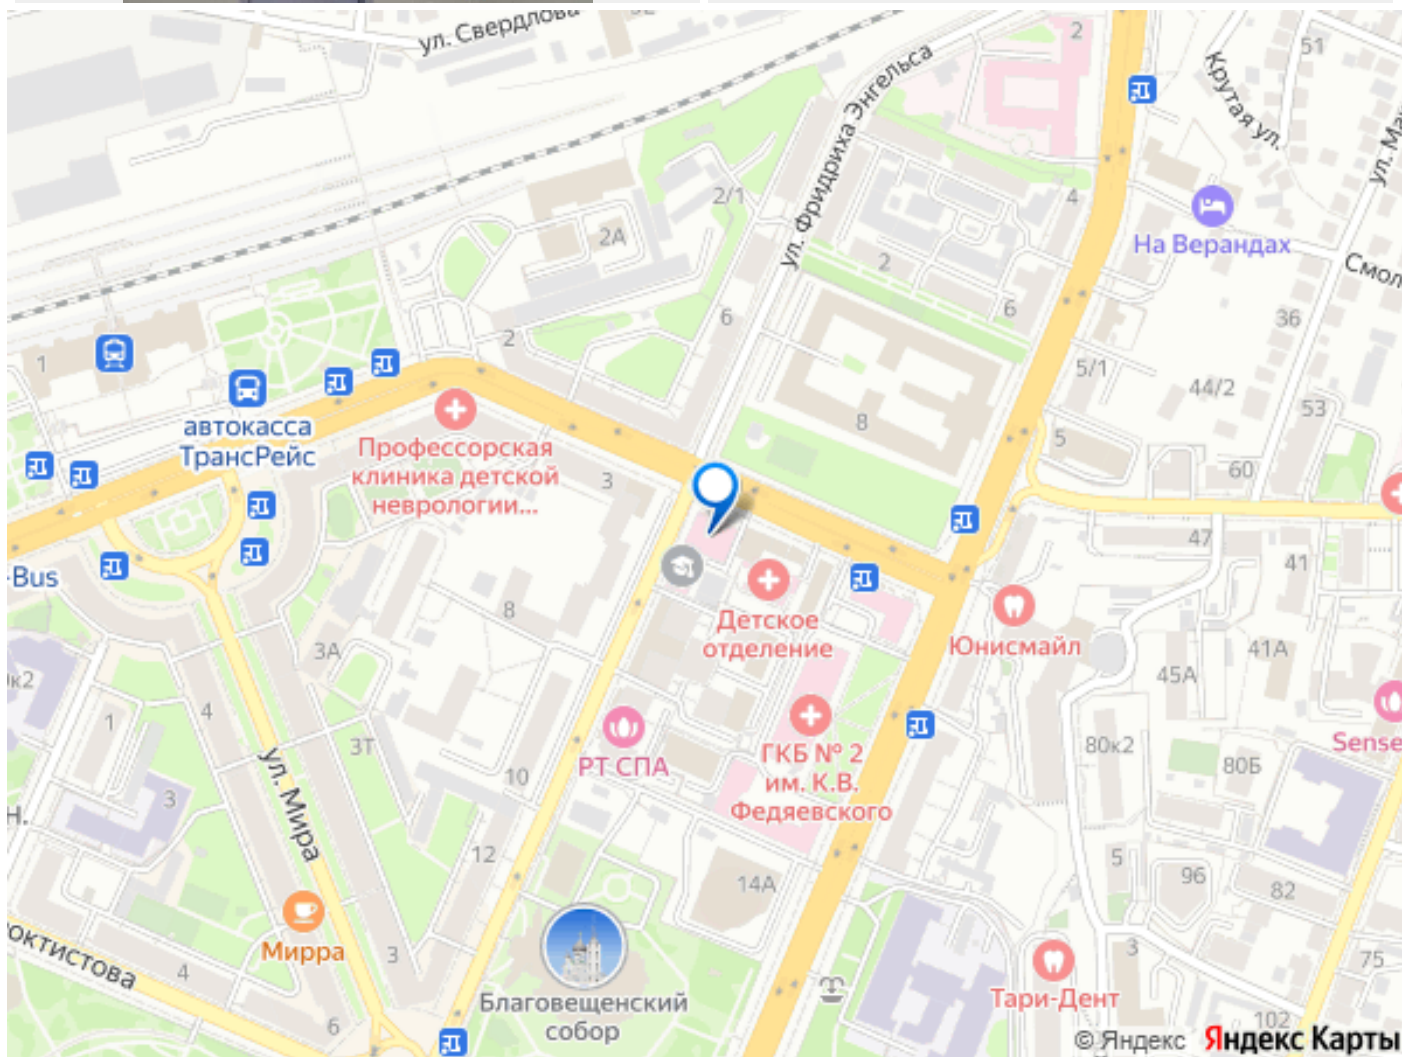 ул. Свердлова
2
51
Крутая ул.
ул. Фридриха Энгельса
2/1
4
2А
На Верандах
2
Смол
6
6
36
1
2
5/1
44/2
53
автокасса
ТрансРейс
Профессорская
клиника детской
неврологии...
3
8
5
60
47
41
-Bus
Детское
отделение
Юнисмайл
8
3А
41А
45А
4
1
3Т
ул. Мира
РТ СПА
10
ГКБ № 2
им. К.В.
Федяевского
80к2
80Б
Sense
3
Н.
12
14А
5
96
82
Мирра
3
октистова
4
Благовещенский
собор
6
3
75
Тари-Дент
102
© Яндекс Яндекс Карты